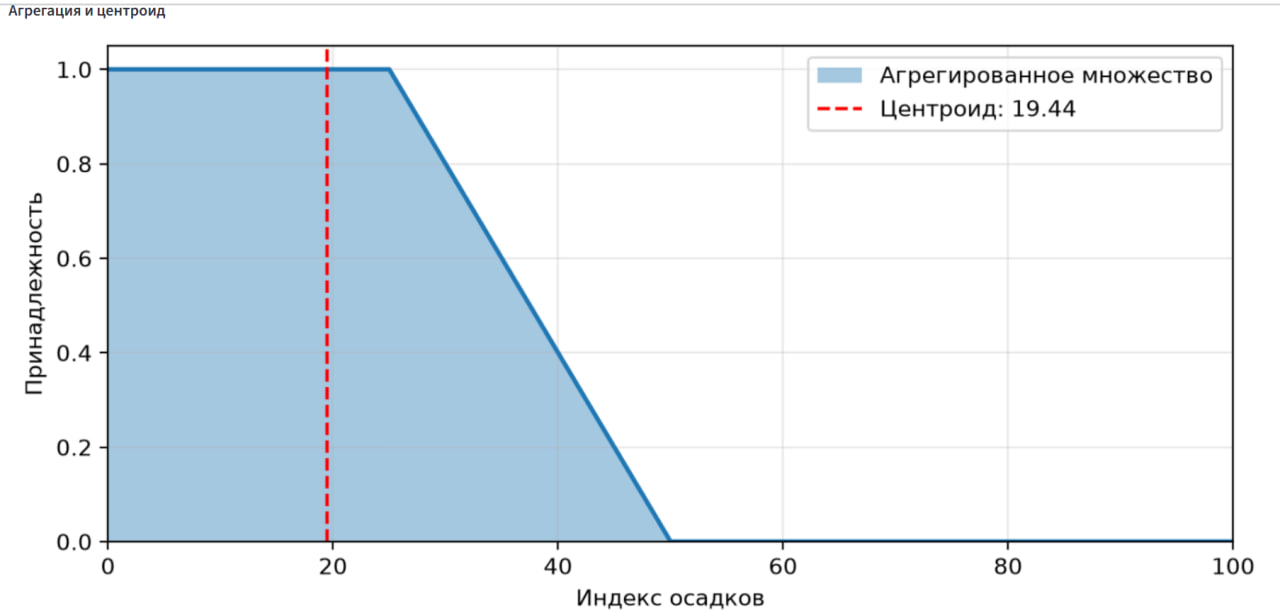 Агрегация и центроид
Агрегированное множество
Центроид: 19.44
1.0
0.8
0.6
0.4
0.2
0.0
Принадлежность
0 20 40 60 80 100
Индекс осадков